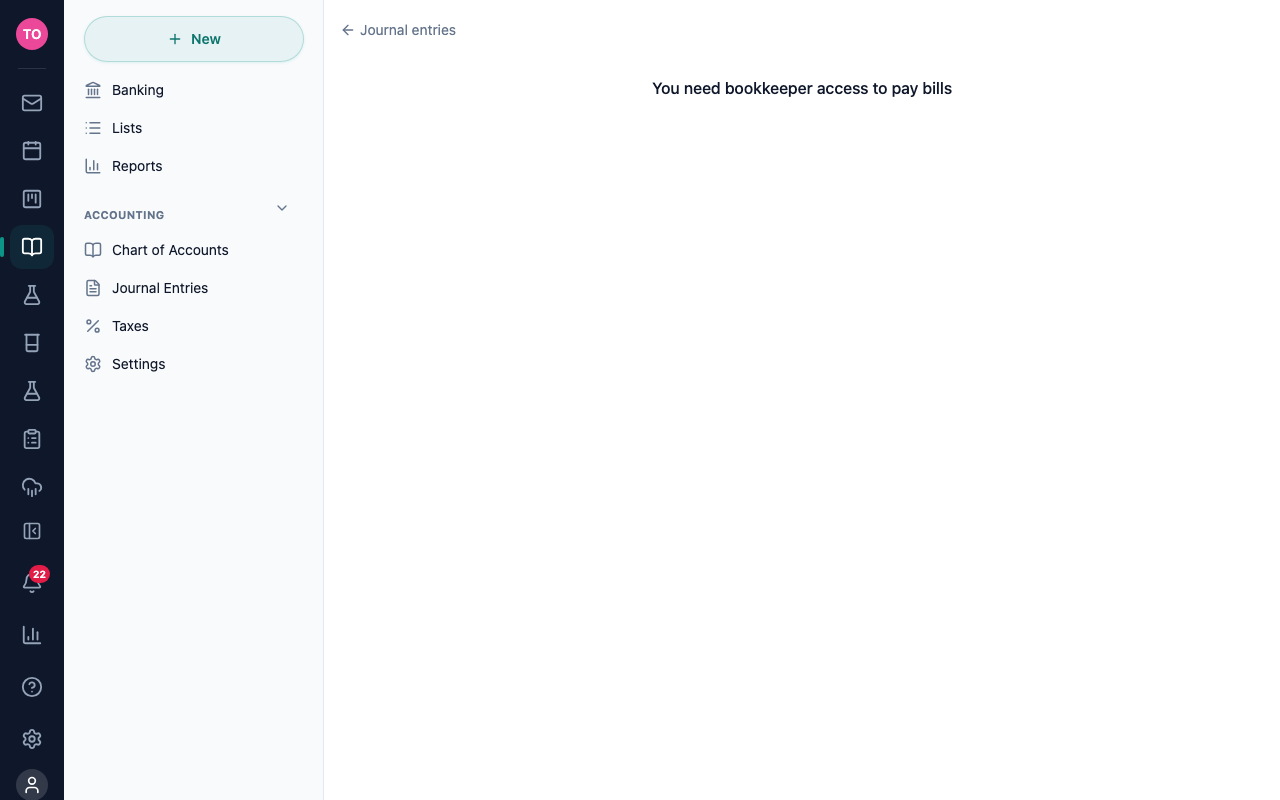 TO
22
New
Banking
Lists
Reports
ACCOUNTING
Chart of Accounts
Journal Entries
Taxes
Settings
Journal entries
You need bookkeeper access to pay bills